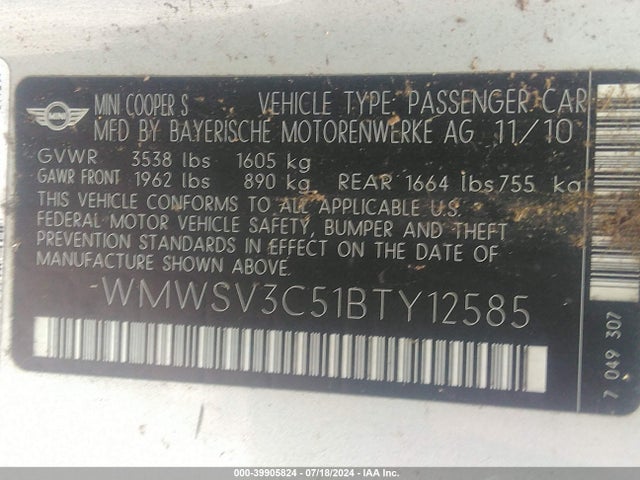 MINI
MINI COOPER S VEHICLE TYPE: PASSENGER CAR
MFD BY BAYERISCHE MOTORENWERKE AG 11/10
GVWR 3538 lbs 1605 kg
GAWR FRONT 1962 lbs 890 kg REAR 1664 lbs 755 kg
THIS VEHICLE CONFORMS TO ALL APPLICABLE U.S.
FEDERAL MOTOR VEHICLE SAFETY, BUMPER AND THEFT
PREVENTION STANDARDS IN EFFECT ON THE DATE OF
MANUFACTURE SHOWN ABOVE.
WMWSV3C51BTY12585
7 049 307
000-39905824 - 07/18/2024 - IAA Inc.